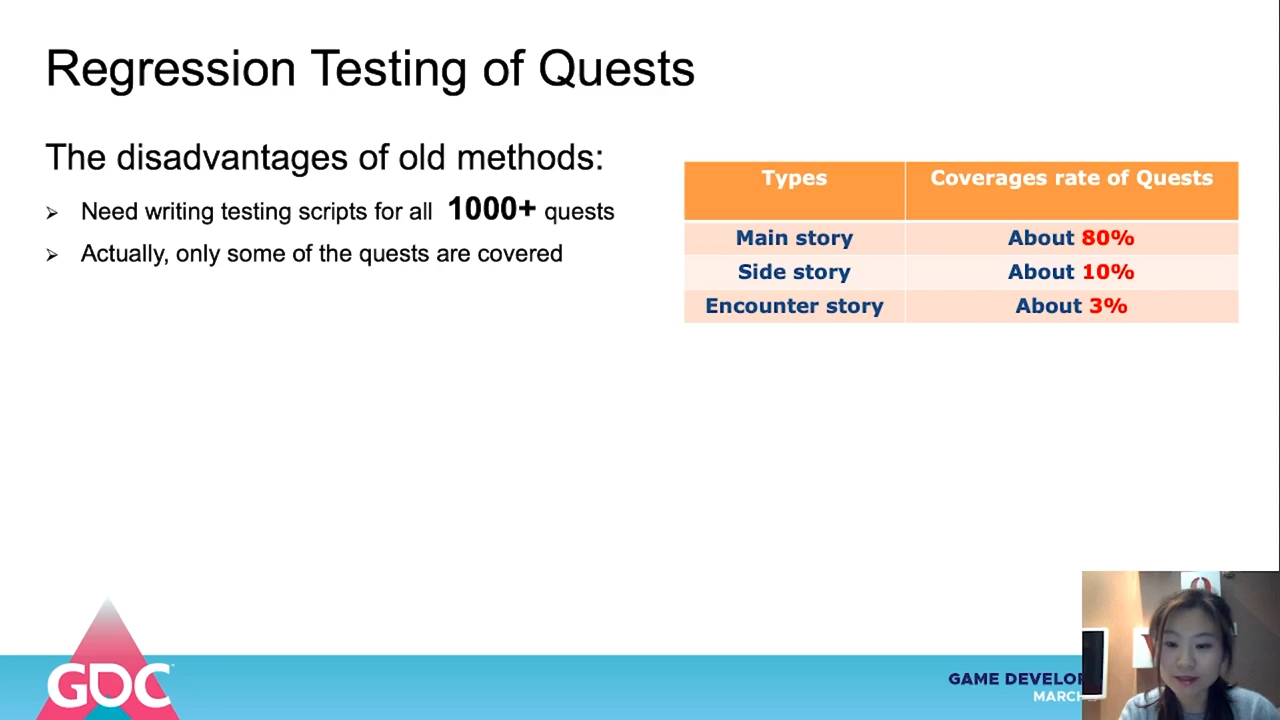 Regression Testing of Quests
The disadvantages of old methods:
Need writing testing scripts for all 1000+ quests
Actually, only some of the quests are covered
Types Coverages rate of Quests
Main story About 80%
Side story About 10%
Encounter story About 3%
GDC
GAME DEVELO
MARCH